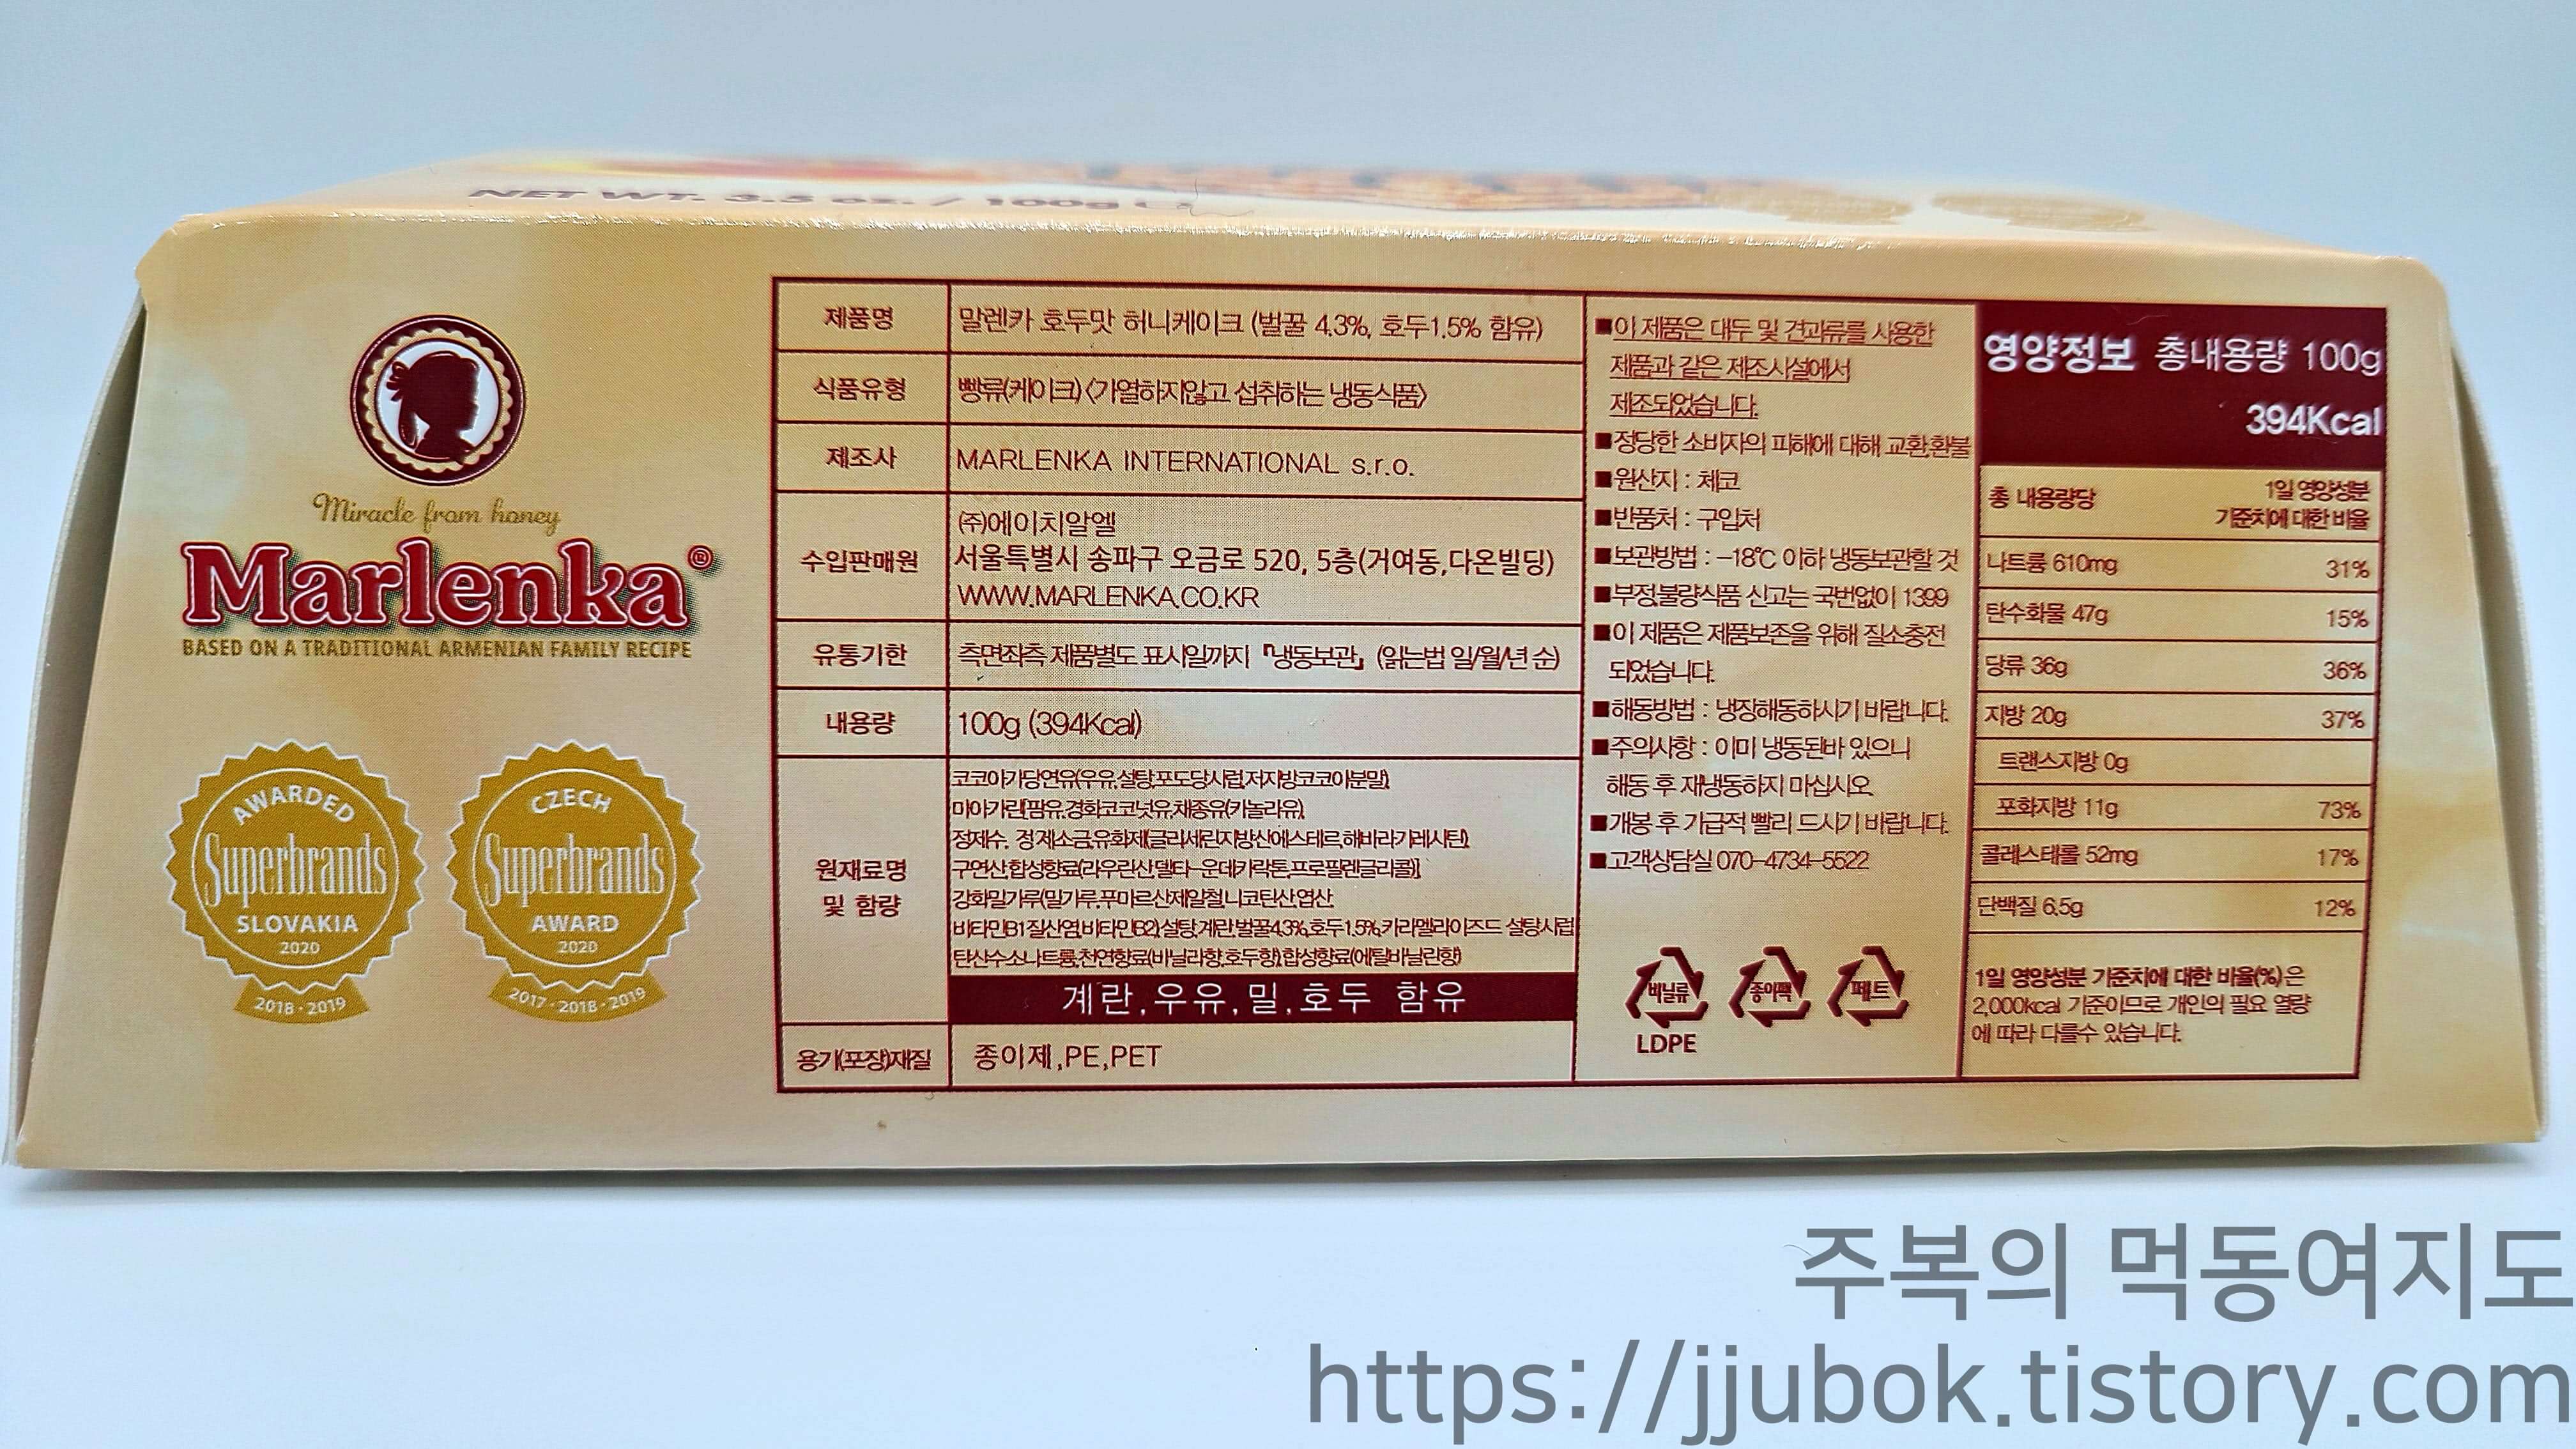 NET WT. 3.5 oz. / 100g
Miracle from honey
Marlenka®
BASED ON A TRADITIONAL ARMENIAN FAMILY RECIPE
AWARDED
Superbrands
SLOVAKIA
2020
2018 · 2019
CZECH
Superbrands
AWARD
2020
2017 · 2018 · 2019
제품명
말렌카 호두맛 허니케이크 (벌꿀 4.3%, 호두1.5% 함유)
식품유형
빵류(케이크)〈가열하지않고 섭취하는 냉동식품〉
제조사
MARLENKA INTERNATIONAL s.r.o.
수입판매원
(주)에이치알엘
서울특별시 송파구 오금로 520, 5층(거여동,다온빌딩)
WWW.MARLENKA.CO.KR
유통기한
측면좌측 제품별도 표시일까지 『냉동보관』 (읽는법 일/월/년 순)
내용량
100g (394Kcal)
원재료명
및 함량
코코아가당연유(우유,설탕,포도당시럽,저지방코코아분말),
마아가린[팜유,경화코코넛유,채종유(카놀라유),
정제수, 정제소금,유화제(글리세린지방산에스테르,해바라기레시틴),
구연산,합성향료(라우린산,델타-운데카락톤,프로필렌글리콜)],
강화밀가루(밀가루,푸마르산제일철,니코틴산,엽산,
비타민B1질산염,비타민B2),설탕,계란,벌꿀4.3%,호두1.5%,카라멜라이즈드 설탕시럽,
탄산수소나트륨,천연향료(바닐라향,호두향),합성향료(에틸바닐린향)
계란,우유,밀,호두 함유
용기(포장)재질
종이제,PE,PET
■이 제품은 대두 및 견과류를 사용한
제품과 같은 제조시설에서
제조되었습니다.
■정당한 소비자의 피해에 대해 교환,환불
■원산지 : 체코
■반품처 : 구입처
■보관방법 : -18℃ 이하 냉동보관할 것
■부정,불량식품 신고는 국번없이 1399
■이 제품은 제품보존을 위해 질소충전
되었습니다.
■해동방법 : 냉장해동하시기 바랍니다.
■주의사항 : 이미 냉동된바 있으니
해동 후 재냉동하지 마십시오.
■개봉 후 가급적 빨리 드시기 바랍니다.
■고객상담실 070-4734-5522
비닐류
LDPE
종이팩
페트
영양정보 총내용량 100g
394Kcal
총 내용량당
1일 영양성분
기준치에 대한 비율
나트륨 610mg 31%
탄수화물 47g 15%
당류 36g 36%
지방 20g 37%
트랜스지방 0g
포화지방 11g 73%
콜레스테롤 52mg 17%
단백질 6.5g 12%
1일 영양성분 기준치에 대한 비율(%)은
2,000kcal 기준이므로 개인의 필요 열량
에 따라 다를수 있습니다.
주복의 먹동여지도
https://jjubok.tistory.com